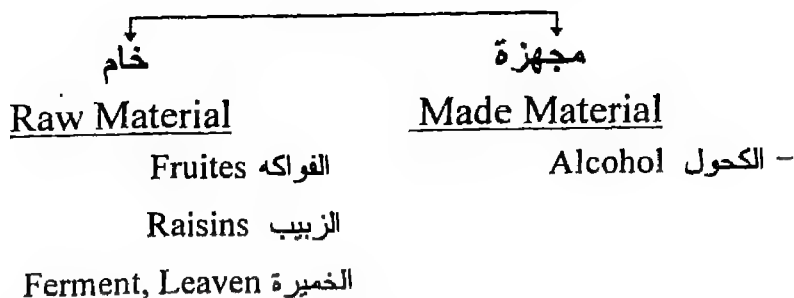 خام
مجهزة
Raw Material
Made Material
Fruites الفواكه
– الكحول Alcohol
Raisins الزبيب
Ferment, Leaven الخميرة